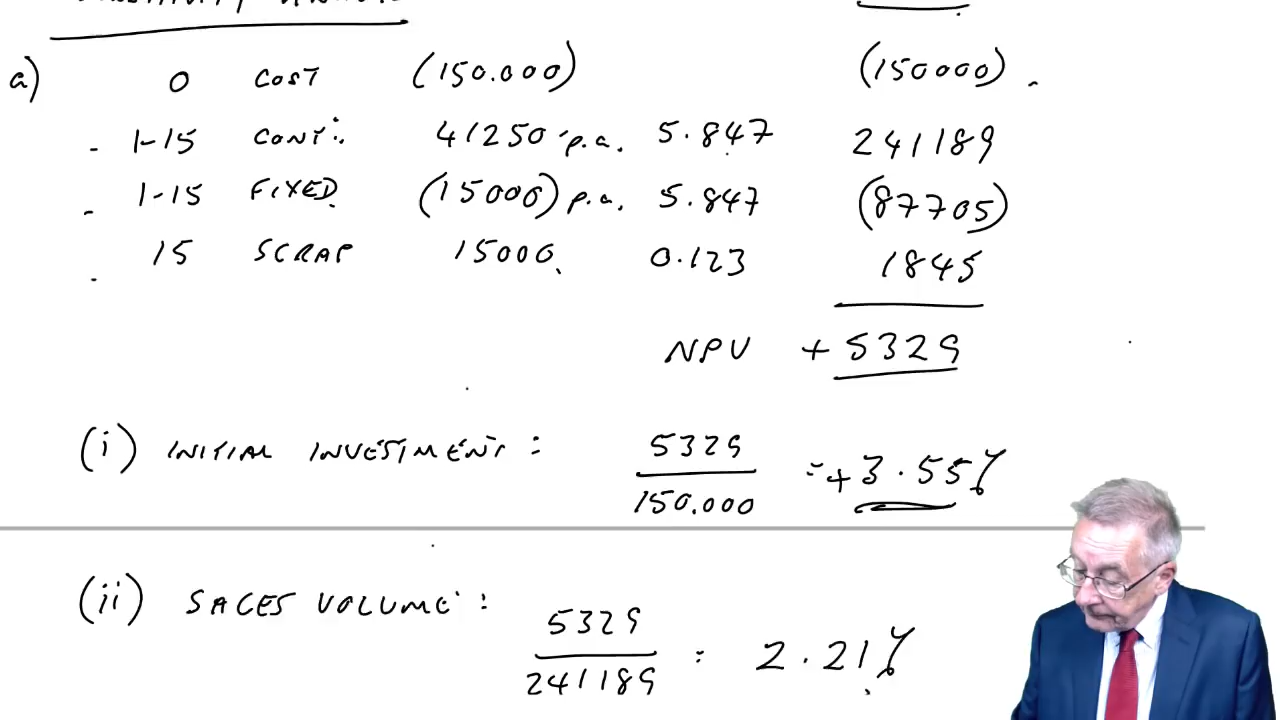 a) 0 COST (150.000) (150000)
1-15 CONT: 41250 p.a. 5.847 241189
1-15 FIXED (15000) p.a. 5.847 (87705)
15 SCRAP 15000 0.123 1845
NPV + 5329
(i) INITIAL INVESTMENT : 5329 / 150.000 = +3.55%
(ii) SALES VOLUME : 5329 / 241189 = 2.21%